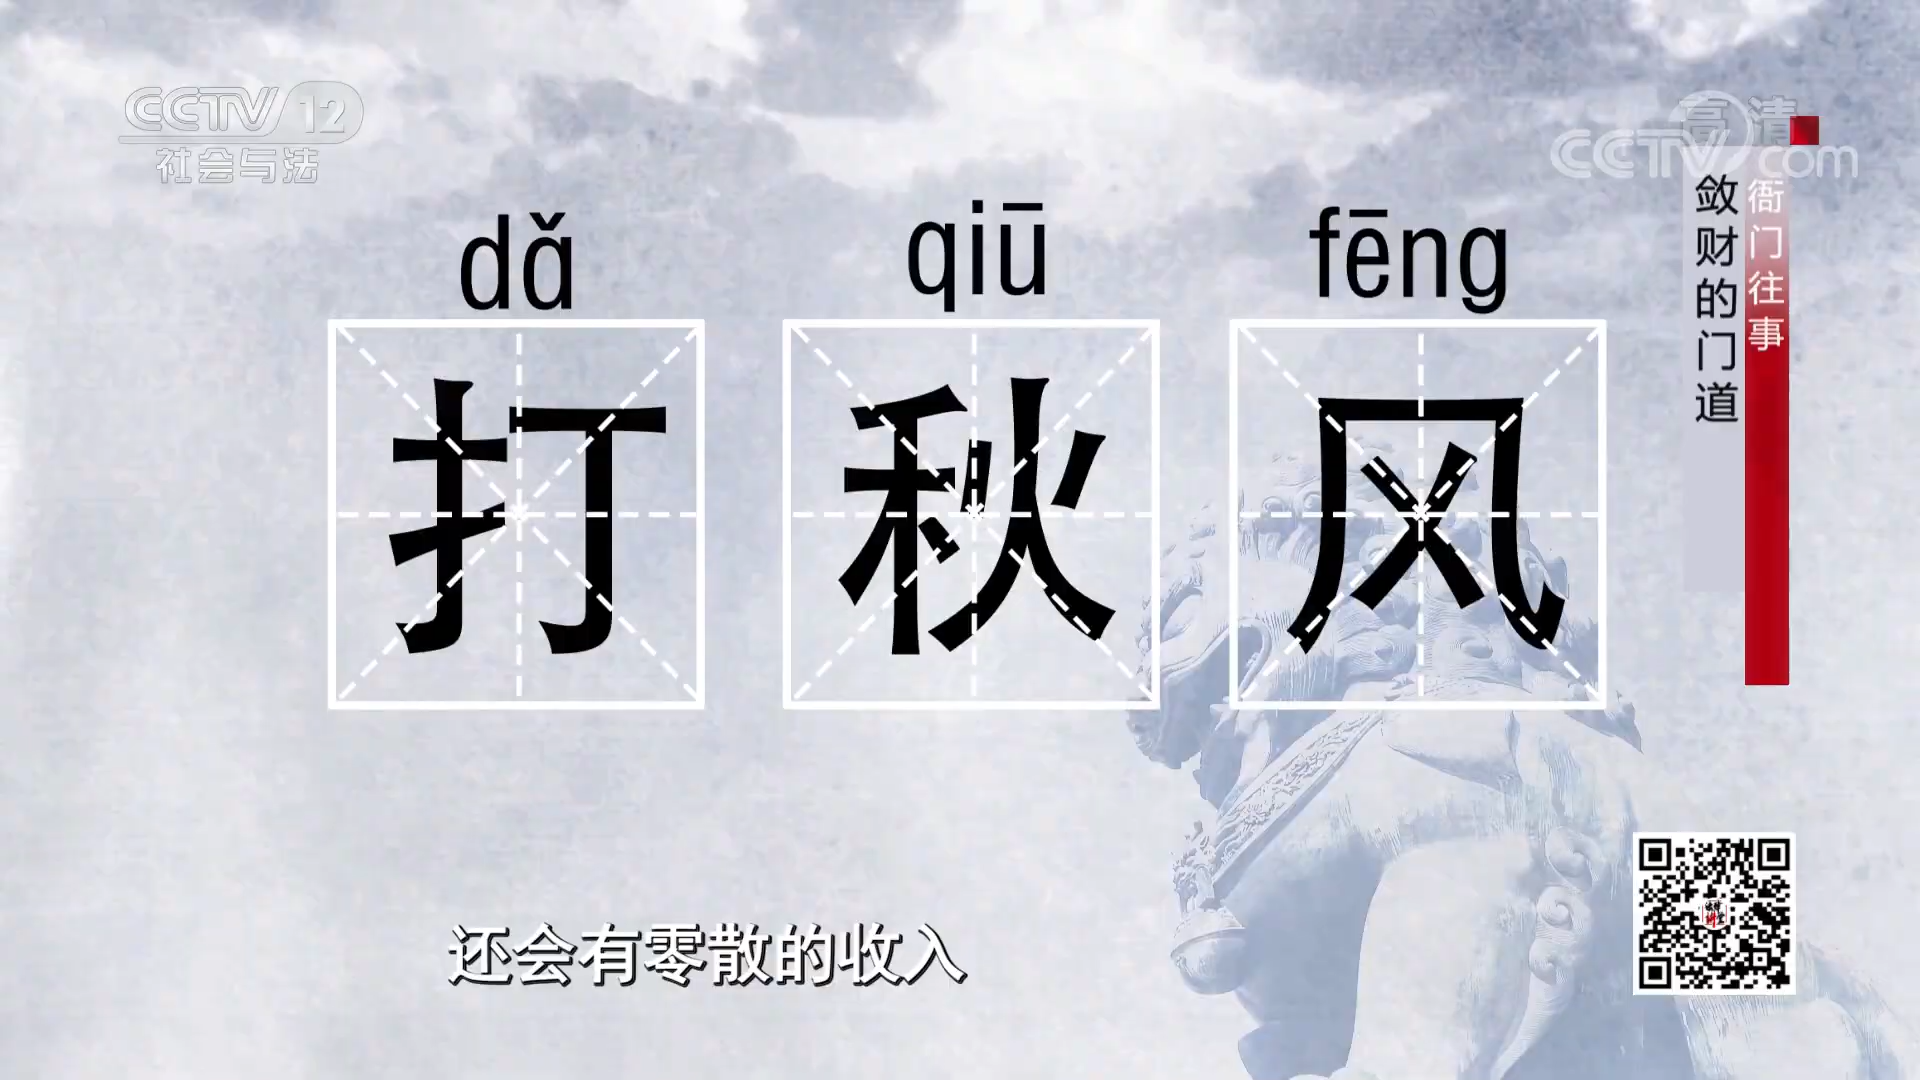 CCTV 12
社会与法
高清
CCTV.com
衙门往事
敛财的门道
dǎ qiū fēng
打秋风
还会有零散的收入